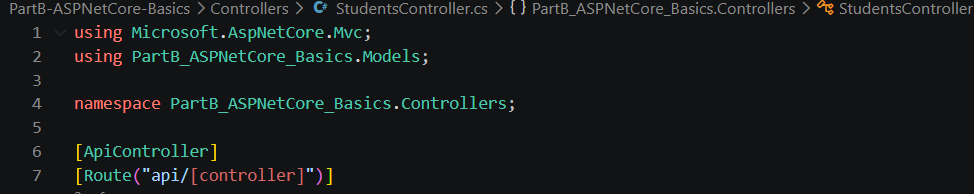 PartB-ASPNetCore-Basics > Controllers > StudentsController.cs > {} PartB_ASPNetCore_Basics.Controllers > StudentsController
1 using Microsoft.AspNetCore.Mvc;
2 using PartB_ASPNetCore_Basics.Models;
3
4 namespace PartB_ASPNetCore_Basics.Controllers;
5
6 [ApiController]
7 [Route("api/[controller]")]